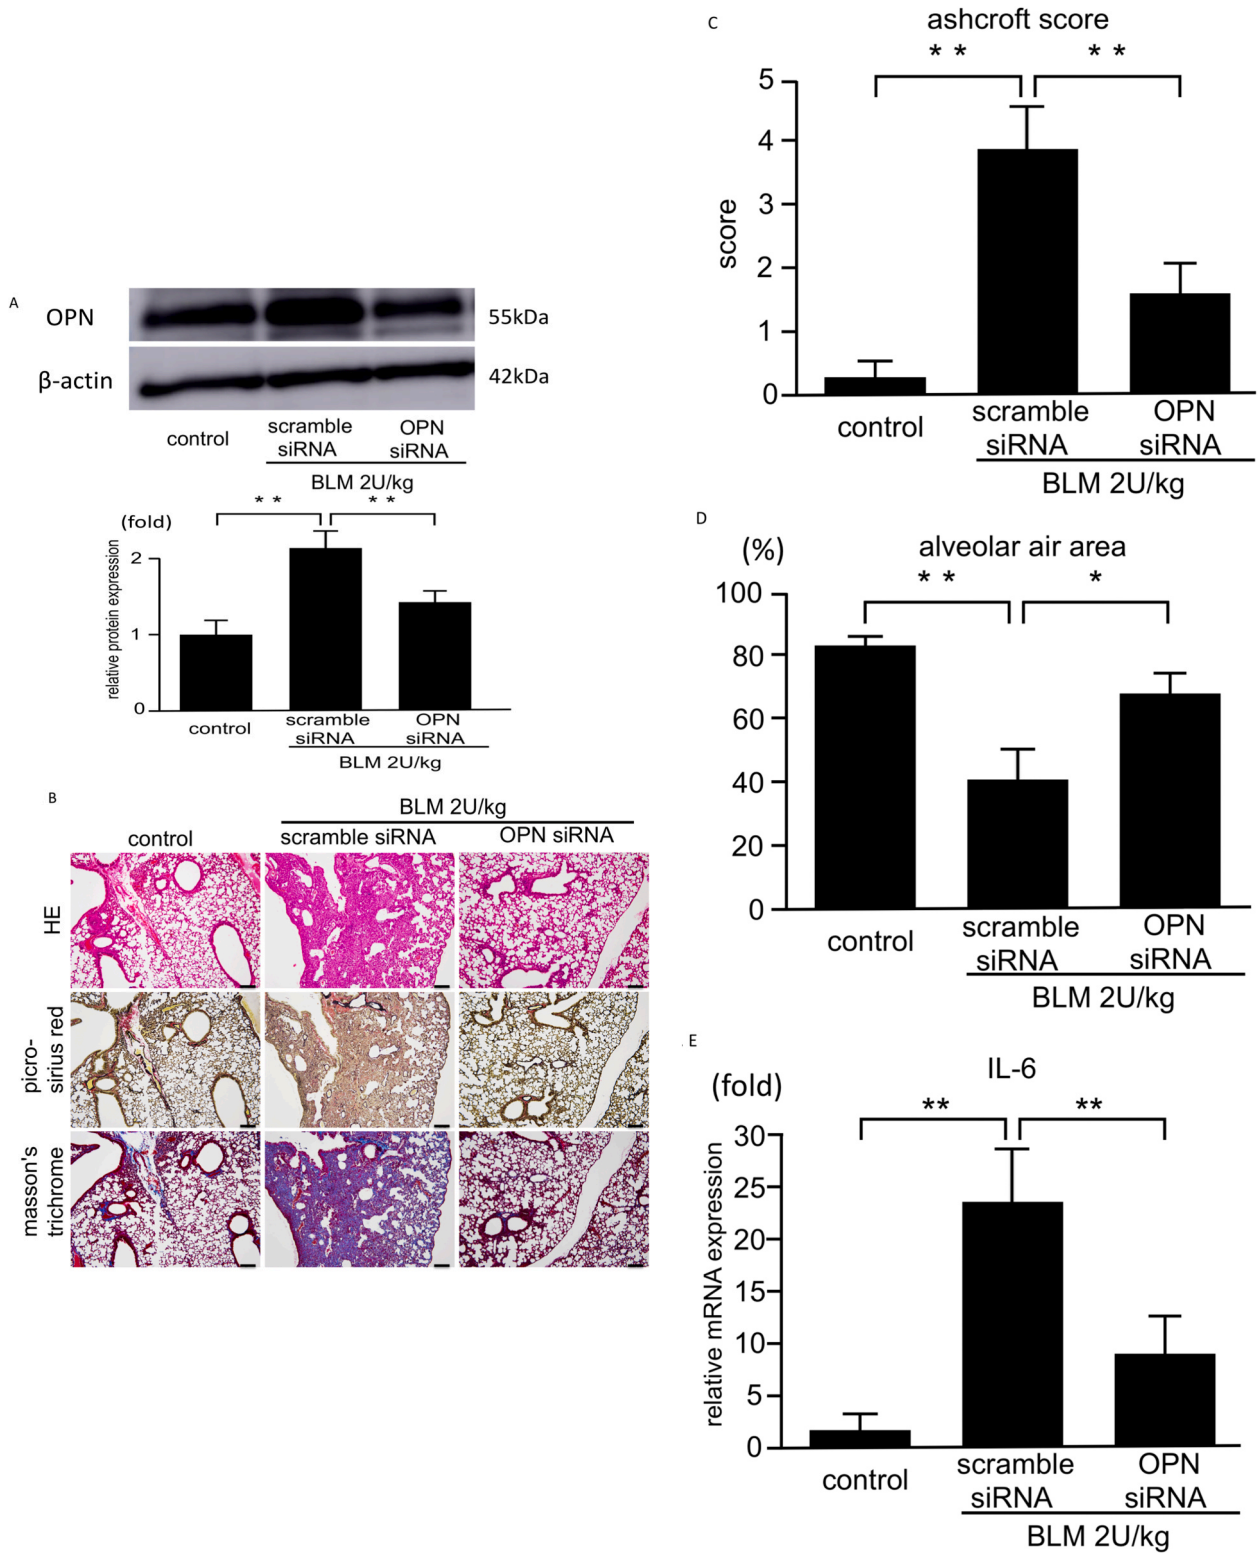 A
OPN
55kDa
β-actin
42kDa
control
scramble
siRNA
OPN
siRNA
BLM 2U/kg
* *
* *
(fold)
relative protein expression
2
1
0
control
scramble
siRNA
OPN
siRNA
BLM 2U/kg
B
BLM 2U/kg
control
scramble siRNA
OPN siRNA
HE
picro-
sirius red
masson's
trichrome
C
ashcroft score
* *
* *
score
5
4
3
2
1
0
control
scramble
siRNA
OPN
siRNA
BLM 2U/kg
D
(%)
alveolar air area
* *
*
100
80
60
40
20
0
control
scramble
siRNA
OPN
siRNA
BLM 2U/kg
. E
(fold)
IL-6
**
**
relative mRNA expression
30
25
20
15
10
5
0
control
scramble
siRNA
OPN
siRNA
BLM 2U/kg